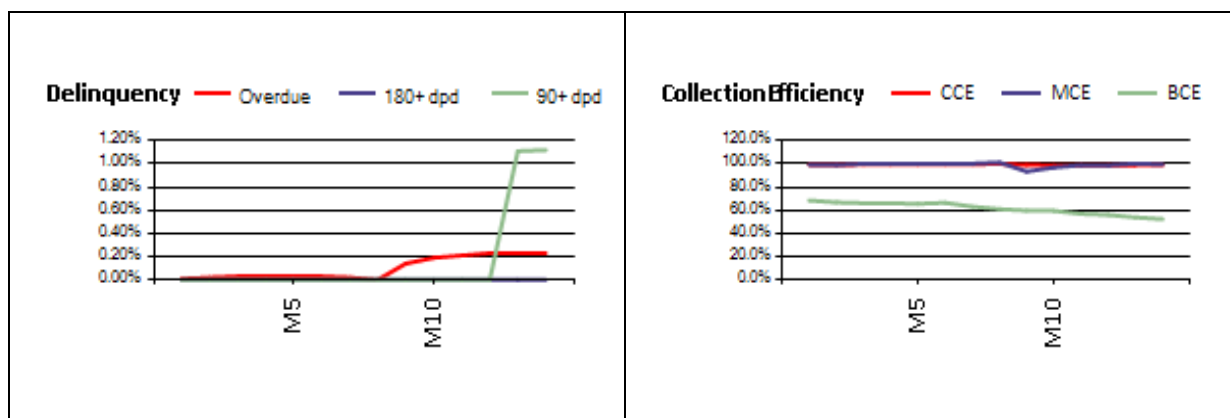 Delinquency Overdue 180+ dpd 90+ dpd
1.20%
1.00%
0.80%
0.60%
0.40%
0.20%
0.00%
M5
M10
Collection Efficiency CCE MCE BCE
120.0%
100.0%
80.0%
60.0%
40.0%
20.0%
0.0%
M5
M10